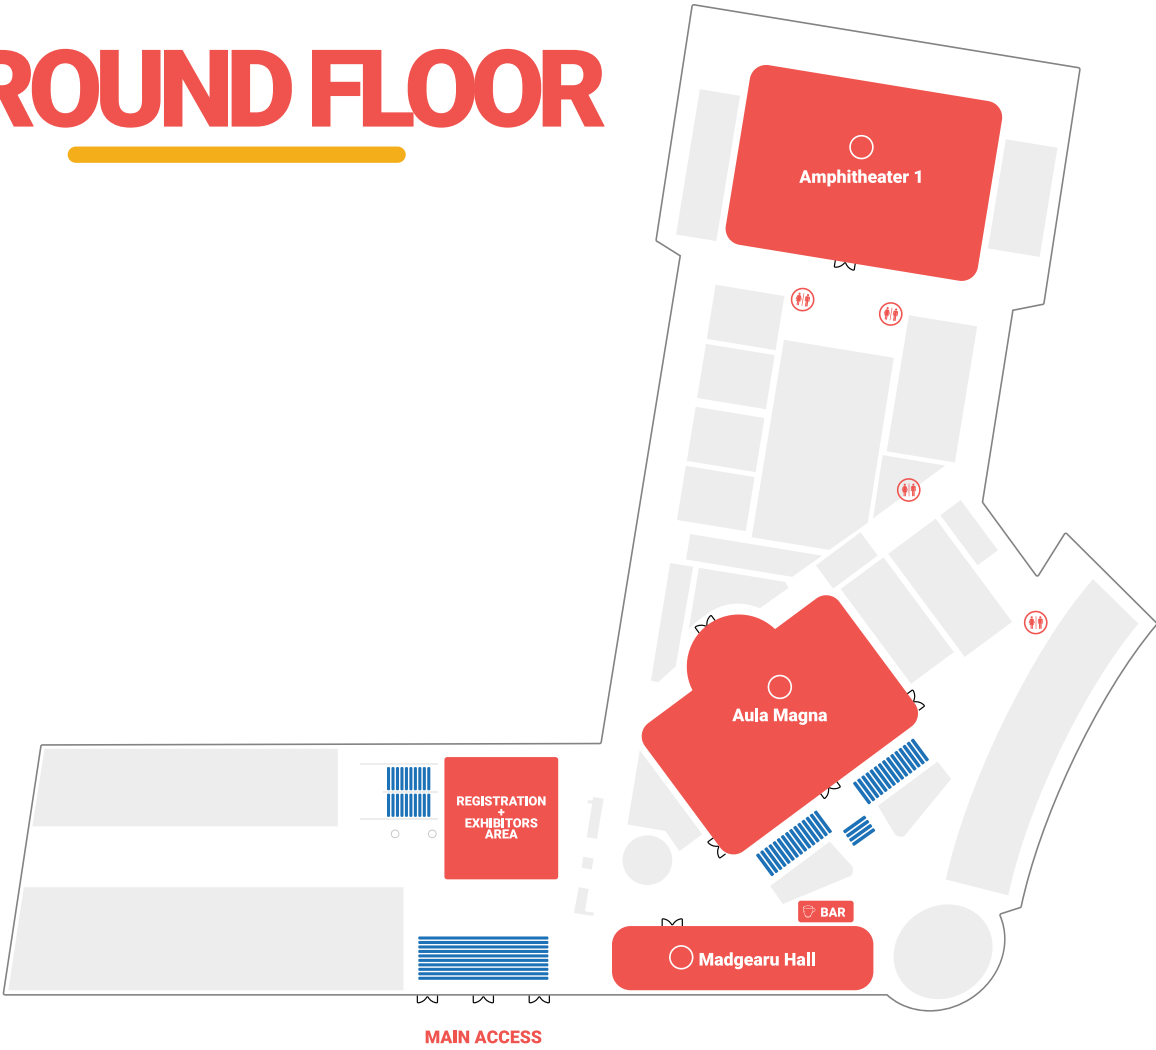 ROUND FLOOR
Amphitheater 1
Aula Magna
REGISTRATION
+
EXHIBITORS
AREA
BAR
Madgearu Hall
MAIN ACCESS